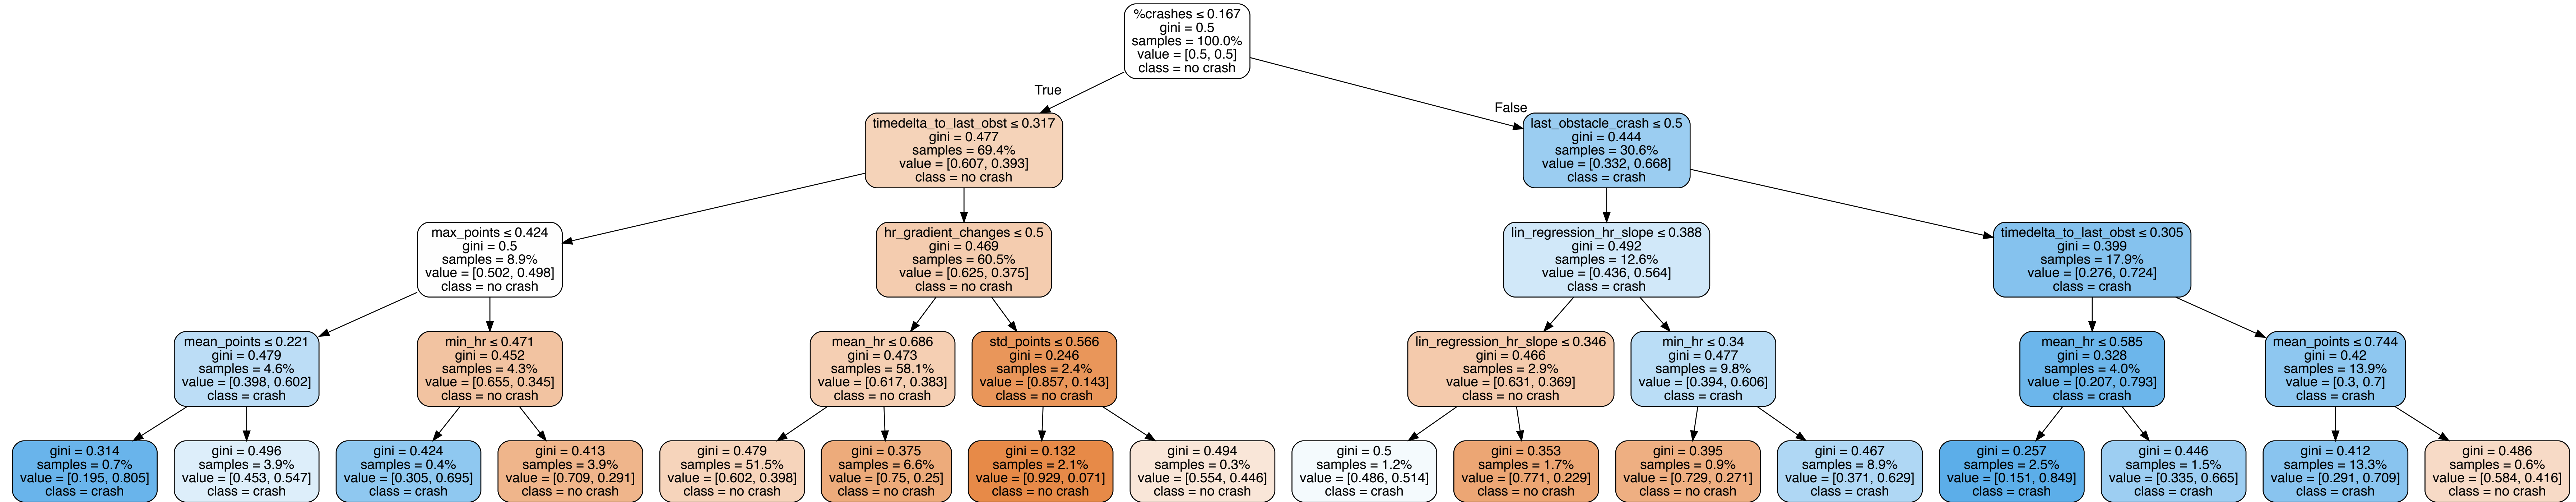 %crashes ≤ 0.167
gini = 0.5
samples = 100.0%
value = [0.5, 0.5]
class = no crash
True
False
timedelta_to_last_obst ≤ 0.317
gini = 0.477
samples = 69.4%
value = [0.607, 0.393]
class = no crash
last_obstacle_crash ≤ 0.5
gini = 0.444
samples = 30.6%
value = [0.332, 0.668]
class = crash
max_points ≤ 0.424
gini = 0.5
samples = 8.9%
value = [0.502, 0.498]
class = no crash
hr_gradient_changes ≤ 0.5
gini = 0.469
samples = 60.5%
value = [0.625, 0.375]
class = no crash
lin_regression_hr_slope ≤ 0.388
gini = 0.492
samples = 12.6%
value = [0.436, 0.564]
class = crash
timedelta_to_last_obst ≤ 0.305
gini = 0.399
samples = 17.9%
value = [0.276, 0.724]
class = crash
mean_points ≤ 0.221
gini = 0.479
samples = 4.6%
value = [0.398, 0.602]
class = crash
min_hr ≤ 0.471
gini = 0.452
samples = 4.3%
value = [0.655, 0.345]
class = no crash
mean_hr ≤ 0.686
gini = 0.473
samples = 58.1%
value = [0.617, 0.383]
class = no crash
std_points ≤ 0.566
gini = 0.246
samples = 2.4%
value = [0.857, 0.143]
class = no crash
lin_regression_hr_slope ≤ 0.346
gini = 0.466
samples = 2.9%
value = [0.631, 0.369]
class = no crash
min_hr ≤ 0.34
gini = 0.477
samples = 9.8%
value = [0.394, 0.606]
class = crash
mean_hr ≤ 0.585
gini = 0.328
samples = 4.0%
value = [0.207, 0.793]
class = crash
mean_points ≤ 0.744
gini = 0.42
samples = 13.9%
value = [0.3, 0.7]
class = crash
gini = 0.314
samples = 0.7%
value = [0.195, 0.805]
class = crash
gini = 0.496
samples = 3.9%
value = [0.453, 0.547]
class = crash
gini = 0.424
samples = 0.4%
value = [0.305, 0.695]
class = crash
gini = 0.413
samples = 3.9%
value = [0.709, 0.291]
class = no crash
gini = 0.479
samples = 51.5%
value = [0.602, 0.398]
class = no crash
gini = 0.375
samples = 6.6%
value = [0.75, 0.25]
class = no crash
gini = 0.132
samples = 2.1%
value = [0.929, 0.071]
class = no crash
gini = 0.494
samples = 0.3%
value = [0.554, 0.446]
class = no crash
gini = 0.5
samples = 1.2%
value = [0.486, 0.514]
class = crash
gini = 0.353
samples = 1.7%
value = [0.771, 0.229]
class = no crash
gini = 0.395
samples = 0.9%
value = [0.729, 0.271]
class = no crash
gini = 0.467
samples = 8.9%
value = [0.371, 0.629]
class = crash
gini = 0.257
samples = 2.5%
value = [0.151, 0.849]
class = crash
gini = 0.446
samples = 1.5%
value = [0.335, 0.665]
class = crash
gini = 0.412
samples = 13.3%
value = [0.291, 0.709]
class = crash
gini = 0.486
samples = 0.6%
value = [0.584, 0.416]
class = no crash